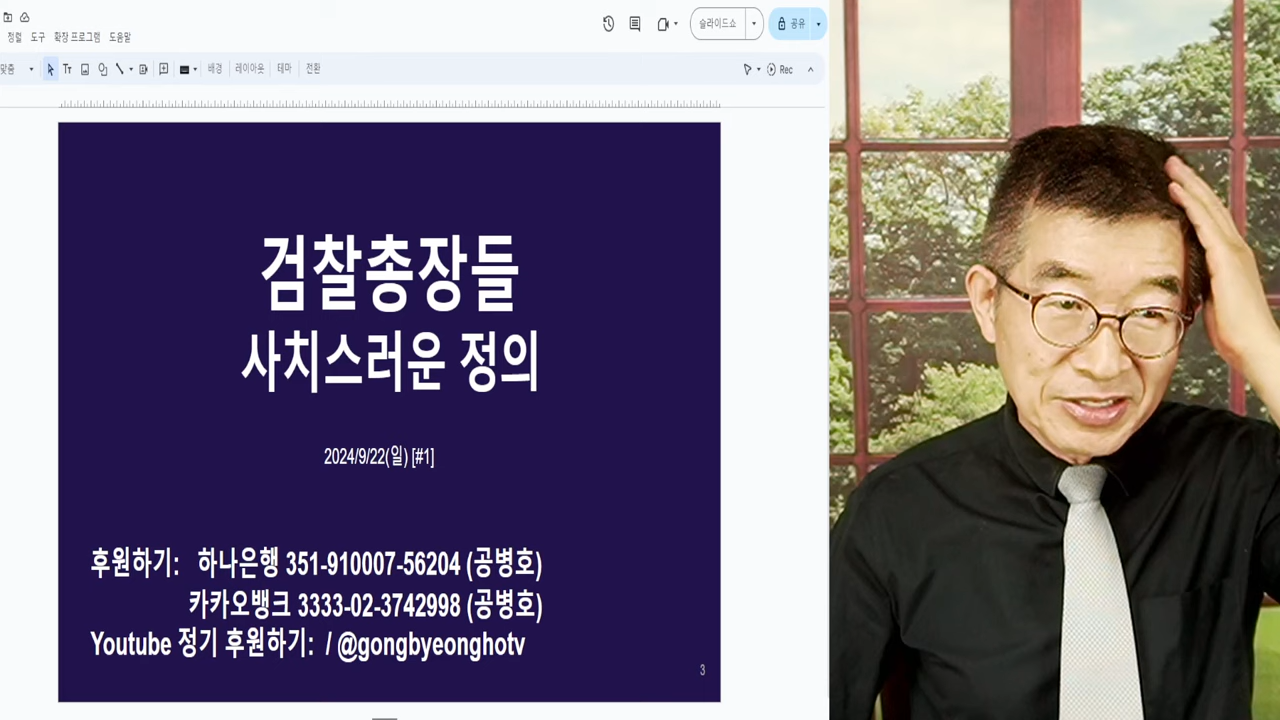 정렬 도구 확장 프로그램 도움말
슬라이드쇼
공유
맞춤
배경 레이아웃 테마 전환
Rec
검찰총장들
사치스러운 정의
2024/9/22(일) [#1]
후원하기: 하나은행 351-910007-56204 (공병호)
카카오뱅크 3333-02-3742998 (공병호)
Youtube 정기 후원하기: / @gongbyeonghotv
3